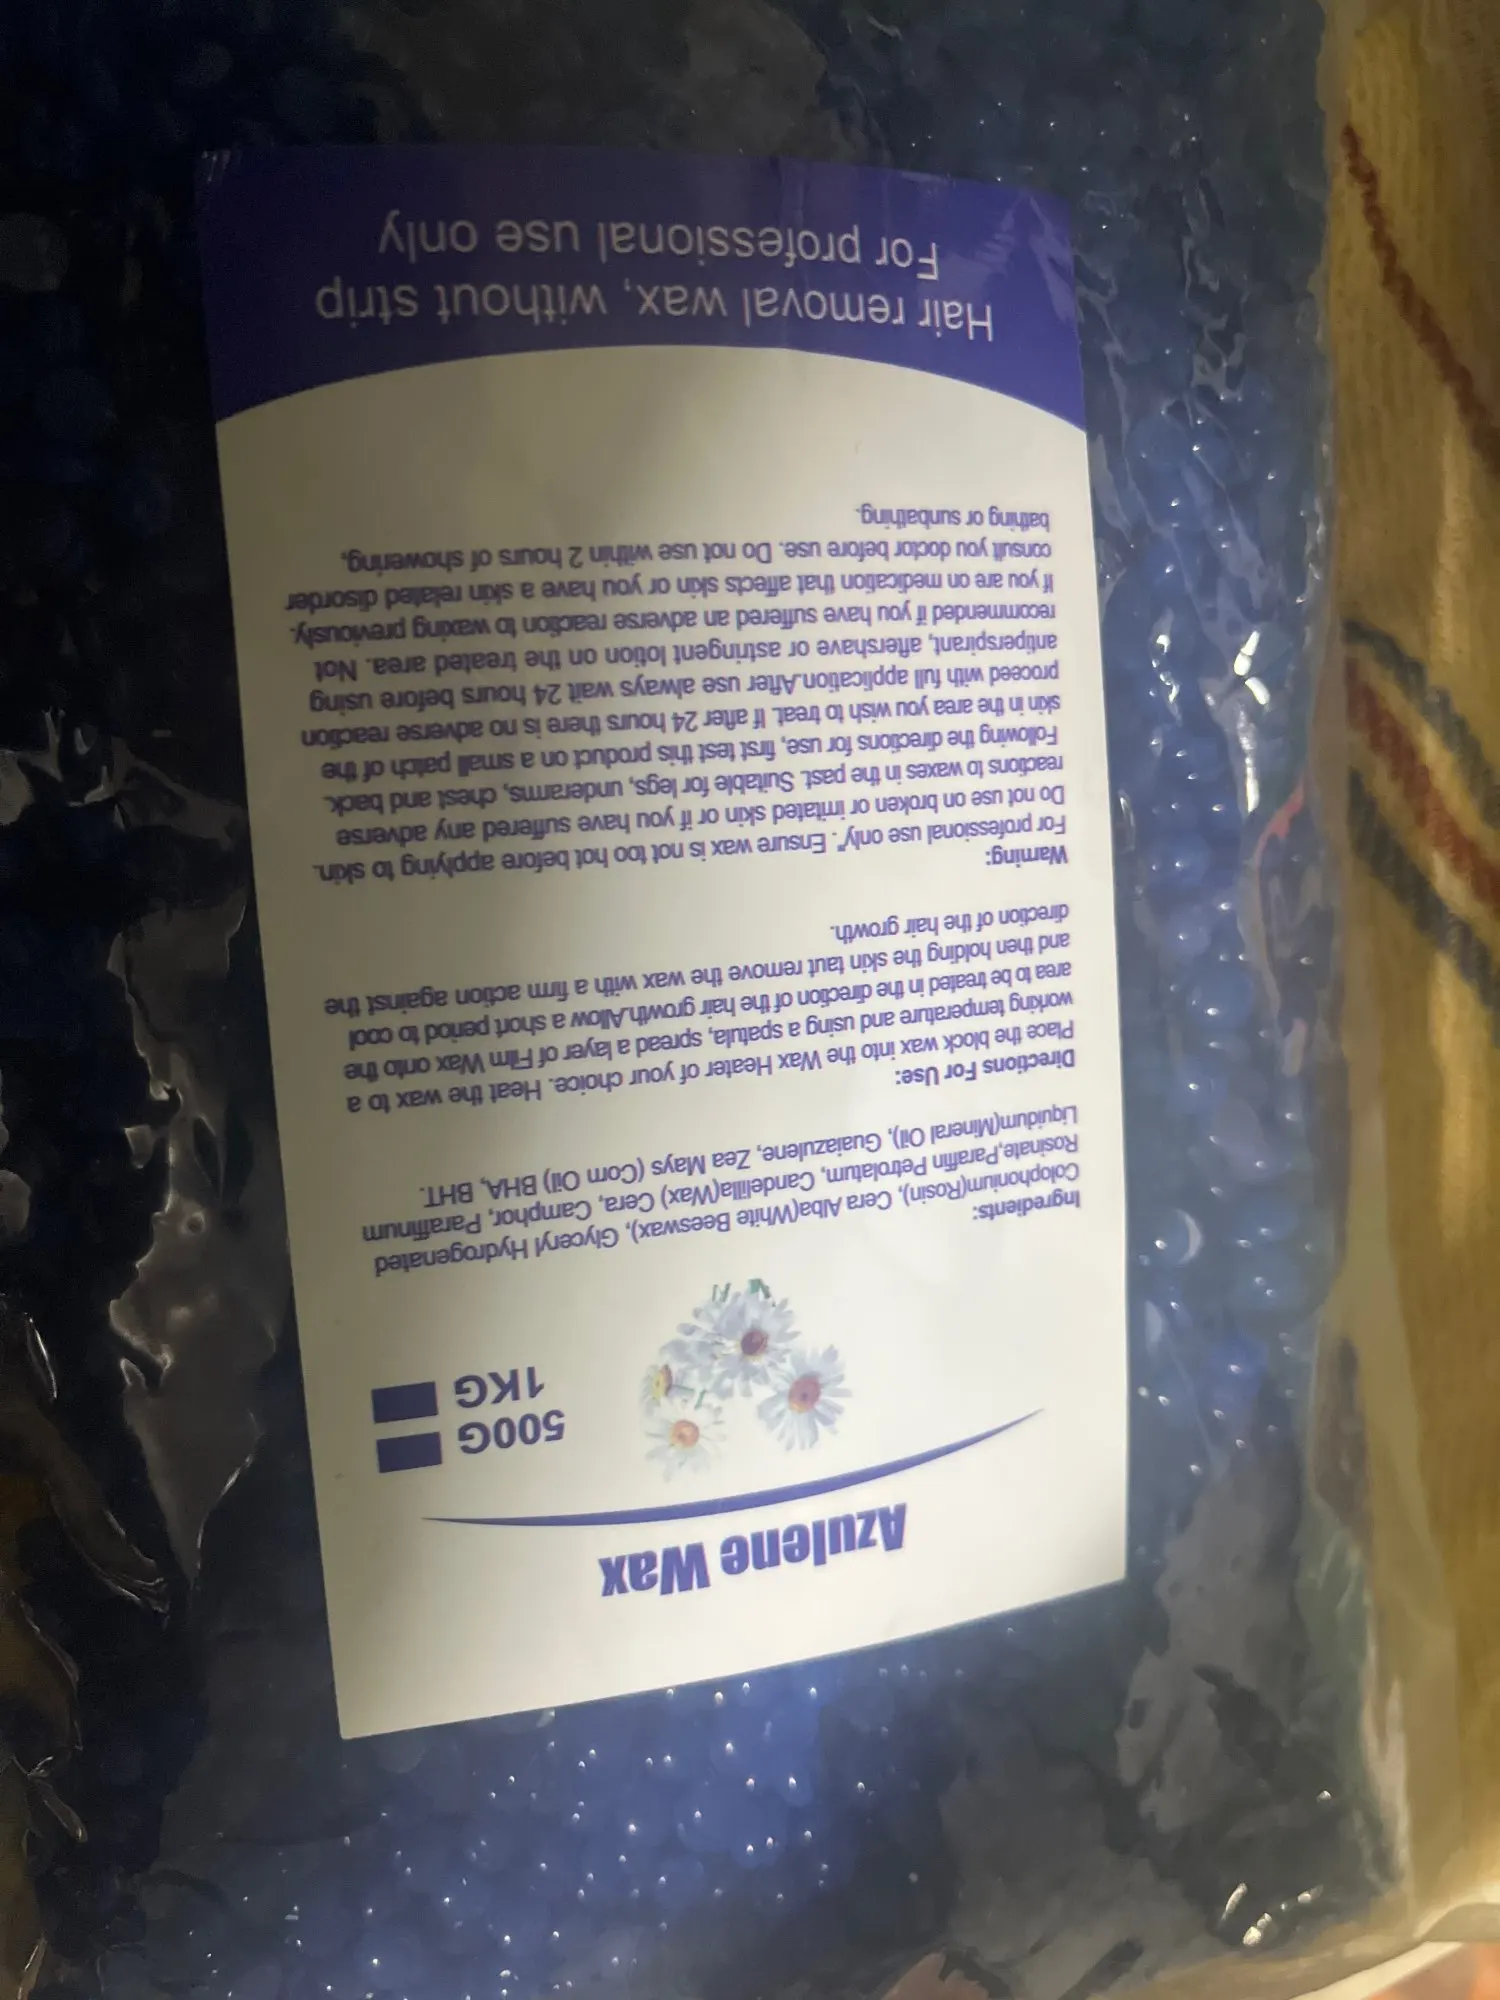 Azulene Wax
500G
1KG
Ingredients:
Colophonium(Rosin), Cera Alba(White Beeswax), Glyceryl Hydrogenated
Rosinate,Paraffin Petrolatum, Candelilla(Wax) Cera, Camphor, Paraffinum
Liquidum(Mineral Oil), Guaiazulene, Zea Mays (Corn Oil) BHA, BHT.
Directions For Use:
Place the block wax into the Wax Heater of your choice. Heat the wax to a
working temperature and using a spatula, spread a layer of Film Wax onto the
area to be treated in the direction of the hair growth.Allow a short period to cool
and then holding the skin taut remove the wax with a firm action against the
direction of the hair growth.
Warning:
For professional use only". Ensure wax is not too hot before applying to skin.
Do not use on broken or irritated skin or if you have suffered any adverse
reactions to waxes in the past. Suitable for legs, underarms, chest and back.
Following the directions for use, first test this product on a small patch of the
skin in the area you wish to treat. If after 24 hours there is no adverse reaction
proceed with full application.After use always wait 24 hours before using
antiperspirant, aftershave or astringent lotion on the treated area. Not
recommended if you have suffered an adverse reaction to waxing previously.
If you are on medication that affects skin or you have a skin related disorder
consult you doctor before use. Do not use within 2 hours of showering,
bathing or sunbathing.
Hair removal wax, without strip
For professional use only